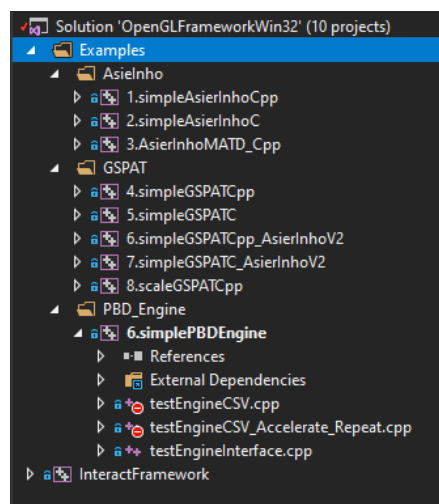 Solution 'OpenGLFrameworkWin32' (10 projects)
Examples
AsieInho
1.simpleAsierInhoCpp
2.simpleAsierInhoC
3.AsierInhoMATD_Cpp
GSPAT
4.simpleGSPATCpp
5.simpleGSPATC
6.simpleGSPATCpp_AsierInhoV2
7.simpleGSPATC_AsierInhoV2
8.scaleGSPATCpp
PBD_Engine
6.simplePBDEngine
References
External Dependencies
testEngineCSV.cpp
testEngineCSV_Accelerate_Repeat.cpp
testEngineInterface.cpp
InteractFramework